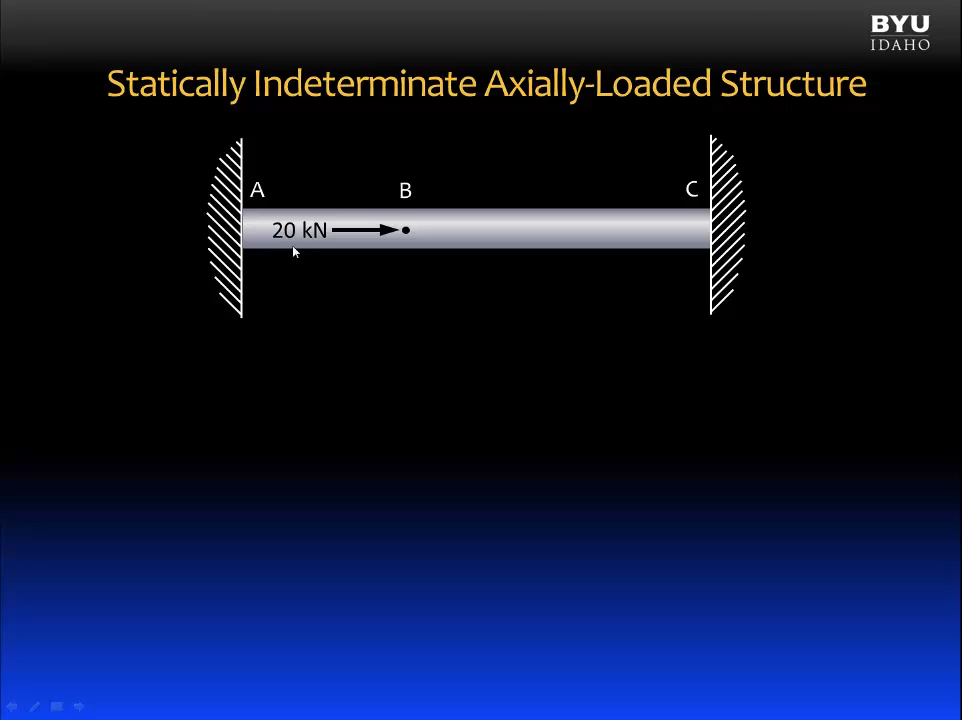 BYU
IDAHO
Statically Indeterminate Axially-Loaded Structure
A B C
20 kN